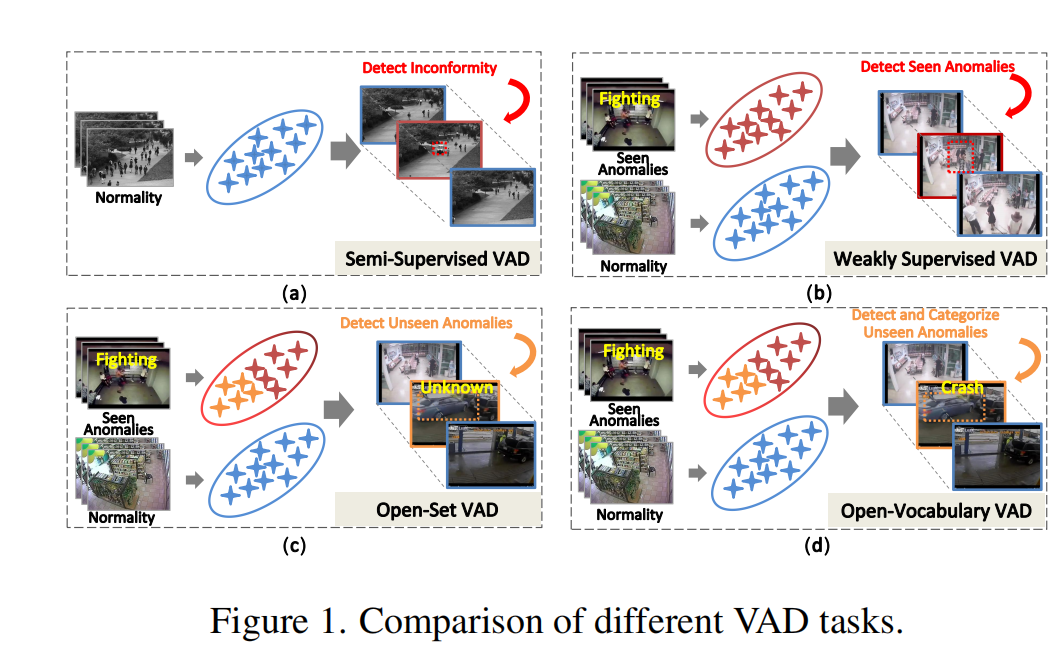 Detect Inconformity
Normality
Semi-Supervised VAD
(a)
Detect Seen Anomalies
Fighting
Seen
Anomalies
Normality
Weakly Supervised VAD
(b)
Detect Unseen Anomalies
Fighting
Unknown
Seen
Anomalies
Normality
Open-Set VAD
(c)
Detect and Categorize
Unseen Anomalies
Fighting
Crash
Seen
Anomalies
Normality
Open-Vocabulary VAD
(d)
Figure 1. Comparison of different VAD tasks.